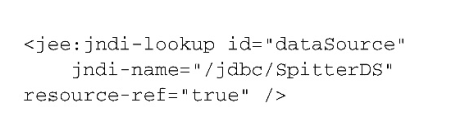 <jee:jndi-lookup id="dataSource"
jndi-name="/jdbc/SpitterDS"
resource-ref="true" />